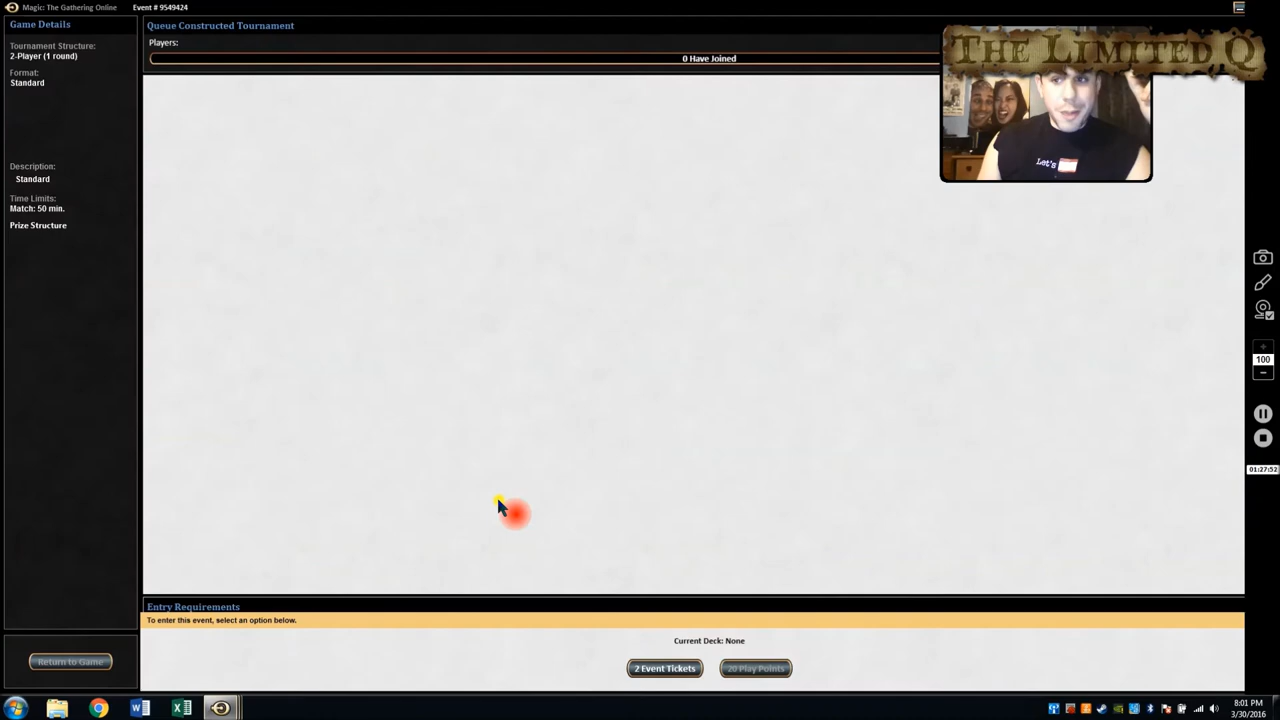 Magic: The Gathering Online
Event # 9549424
Game Details
Tournament Structure:
2-Player (1 round)
Format:
Standard
Description:
Standard
Time Limits:
Match: 50 min.
Prize Structure
Return to Game
Queue Constructed Tournament
Players:
0 Have Joined
THE LIMITED Q
Let's
100
01:27:52
Entry Requirements
To enter this event, select an option below.
Current Deck: None
2 Event Tickets
20 Play Points
8:01 PM
3/30/2016